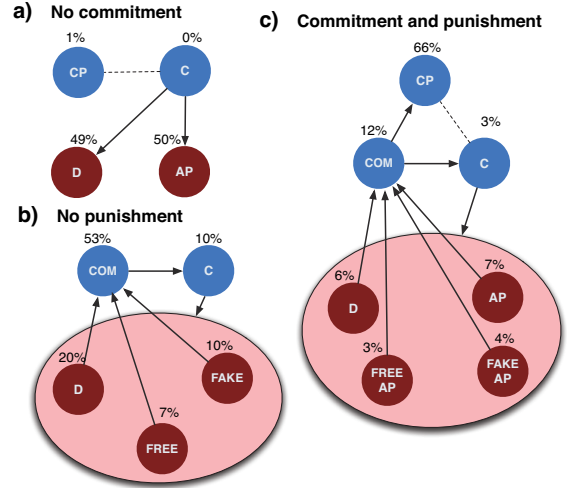 a) No commitment
1% 0%
CP C
49% 50%
D AP
b) No punishment
53% 10%
COM C
20% 10%
D FAKE
7%
FREE
c) Commitment and punishment
66%
CP
12% 3%
COM C
6% 7%
D AP
3% 4%
FREE
AP
FAKE
AP